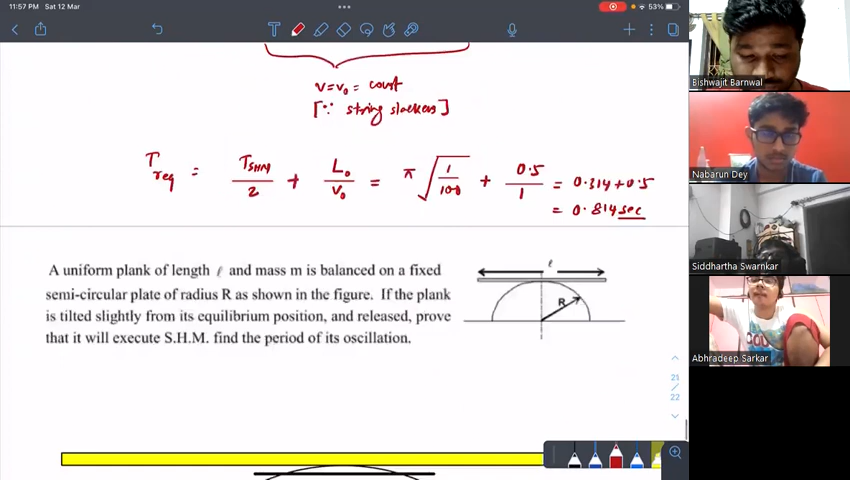 11:57 PM Sat 12 Mar
53%
v = v₀ = const
[∵ string slackens]
T req = T SHM / 2 + L₀ / v₀ = π √(1/100) + 0.5 / 1 = 0.314 + 0.5
= 0.814 sec
A uniform plank of length ℓ and mass m is balanced on a fixed
semi-circular plate of radius R as shown in the figure. If the plank
is tilted slightly from its equilibrium position, and released, prove
that it will execute S.H.M. find the period of its oscillation.
ℓ
R
21
/
22
Bishwajit Barnwal
Nabarun Dey
Siddhartha Swarnkar
Abhradeep Sarkar